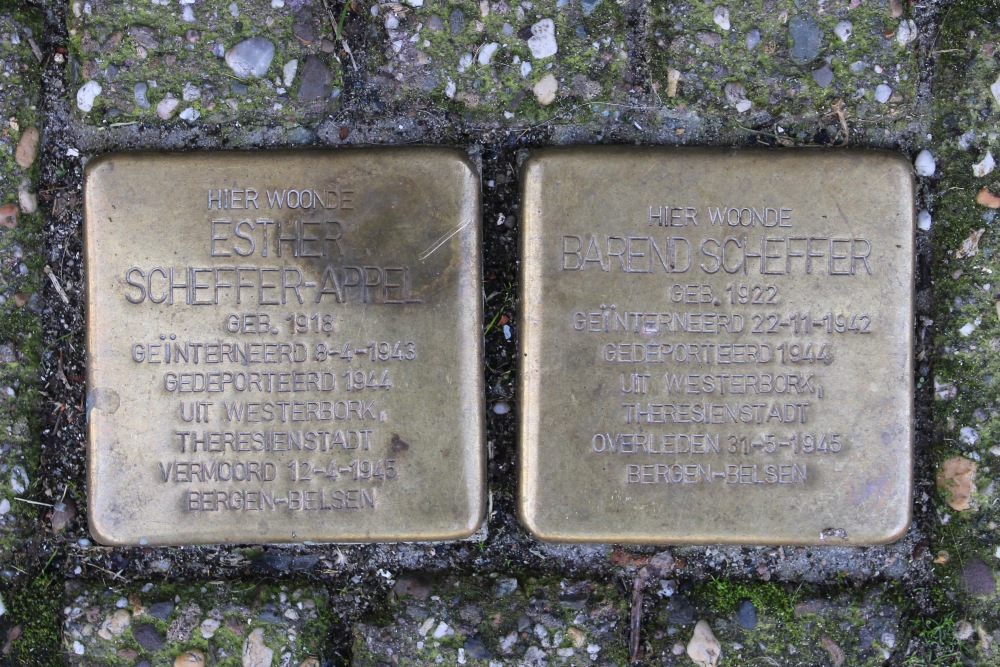 HIER WOONDE
ESTHER
SCHEFFER-APPEL
GEB. 1918
GEÏNTERNEERD 8-4-1943
GEDEPORTEERD 1944
UIT WESTERBORK,
THERESIENSTADT
VERMOORD 12-4-1945
BERGEN-BELSEN
HIER WOONDE
BAREND SCHEFFER
GEB. 1922
GEÏNTERNEERD 22-11-1942
GEDEPORTEERD 1944
UIT WESTERBORK,
THERESIENSTADT
OVERLEDEN 31-5-1945
BERGEN-BELSEN